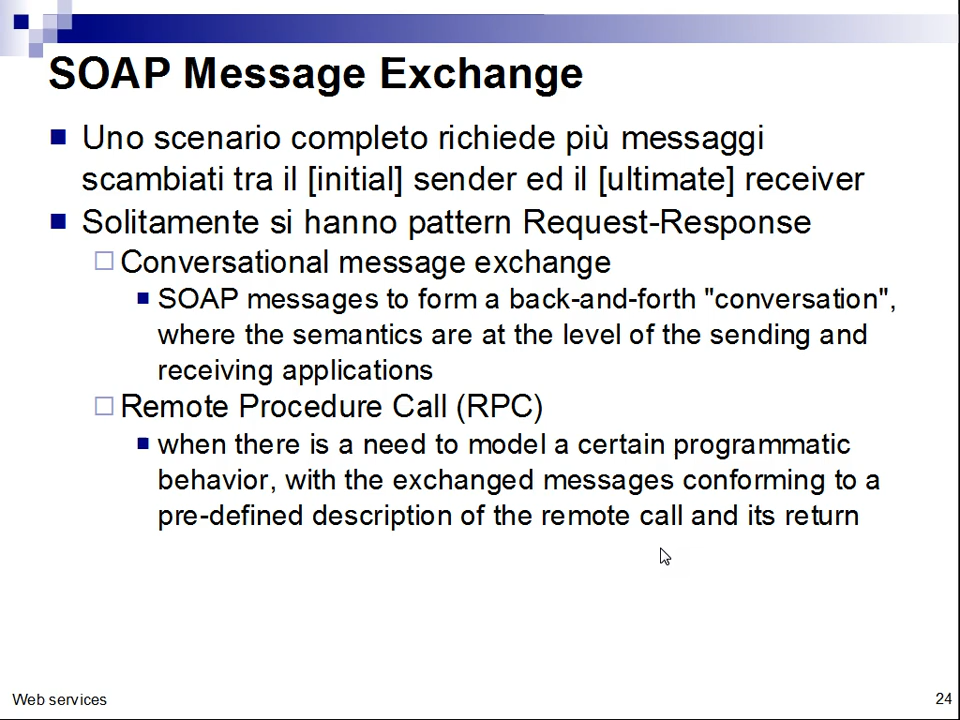 SOAP Message Exchange
Uno scenario completo richiede più messaggi
scambiati tra il [initial] sender ed il [ultimate] receiver
Solitamente si hanno pattern Request-Response
Conversational message exchange
SOAP messages to form a back-and-forth "conversation",
where the semantics are at the level of the sending and
receiving applications
Remote Procedure Call (RPC)
when there is a need to model a certain programmatic
behavior, with the exchanged messages conforming to a
pre-defined description of the remote call and its return
Web services
24